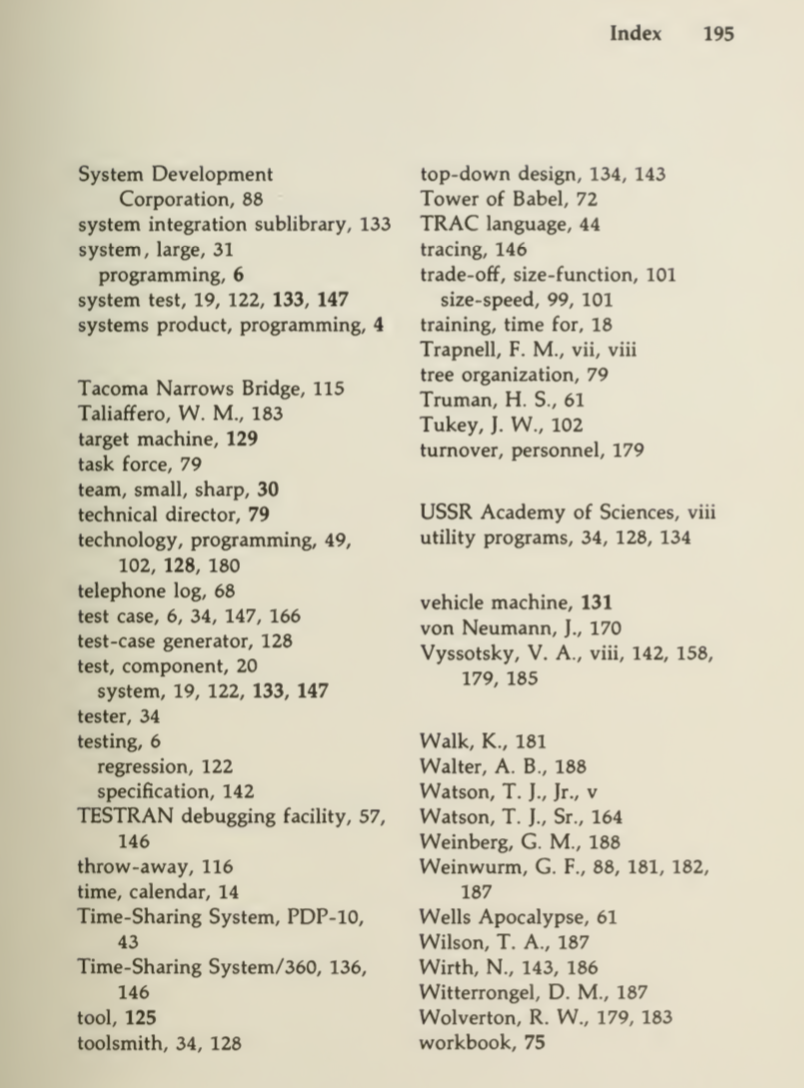 Index 195
System Development
Corporation, 88
system integration sublibrary, 133
system, large, 31
programming, 6
system test, 19, 122, 133, 147
systems product, programming, 4
Tacoma Narrows Bridge, 115
Taliaffero, W. M., 183
target machine, 129
task force, 79
team, small, sharp, 30
technical director, 79
technology, programming, 49,
102, 128, 180
telephone log, 68
test case, 6, 34, 147, 166
test-case generator, 128
test, component, 20
system, 19, 122, 133, 147
tester, 34
testing, 6
regression, 122
specification, 142
TESTRAN debugging facility, 57,
146
throw-away, 116
time, calendar, 14
Time-Sharing System, PDP-10,
43
Time-Sharing System/360, 136,
146
tool, 125
toolsmith, 34, 128
top-down design, 134, 143
Tower of Babel, 72
TRAC language, 44
tracing, 146
trade-off, size-function, 101
size-speed, 99, 101
training, time for, 18
Trapnell, F. M., vii, viii
tree organization, 79
Truman, H. S., 61
Tukey, J. W., 102
turnover, personnel, 179
USSR Academy of Sciences, viii
utility programs, 34, 128, 134
vehicle machine, 131
von Neumann, J., 170
Vyssotsky, V. A., viii, 142, 158,
179, 185
Walk, K., 181
Walter, A. B., 188
Watson, T. J., Jr., v
Watson, T. J., Sr., 164
Weinberg, G. M., 188
Weinwurm, G. F., 88, 181, 182,
187
Wells Apocalypse, 61
Wilson, T. A., 187
Wirth, N., 143, 186
Witterrongel, D. M., 187
Wolverton, R. W., 179, 183
workbook, 75